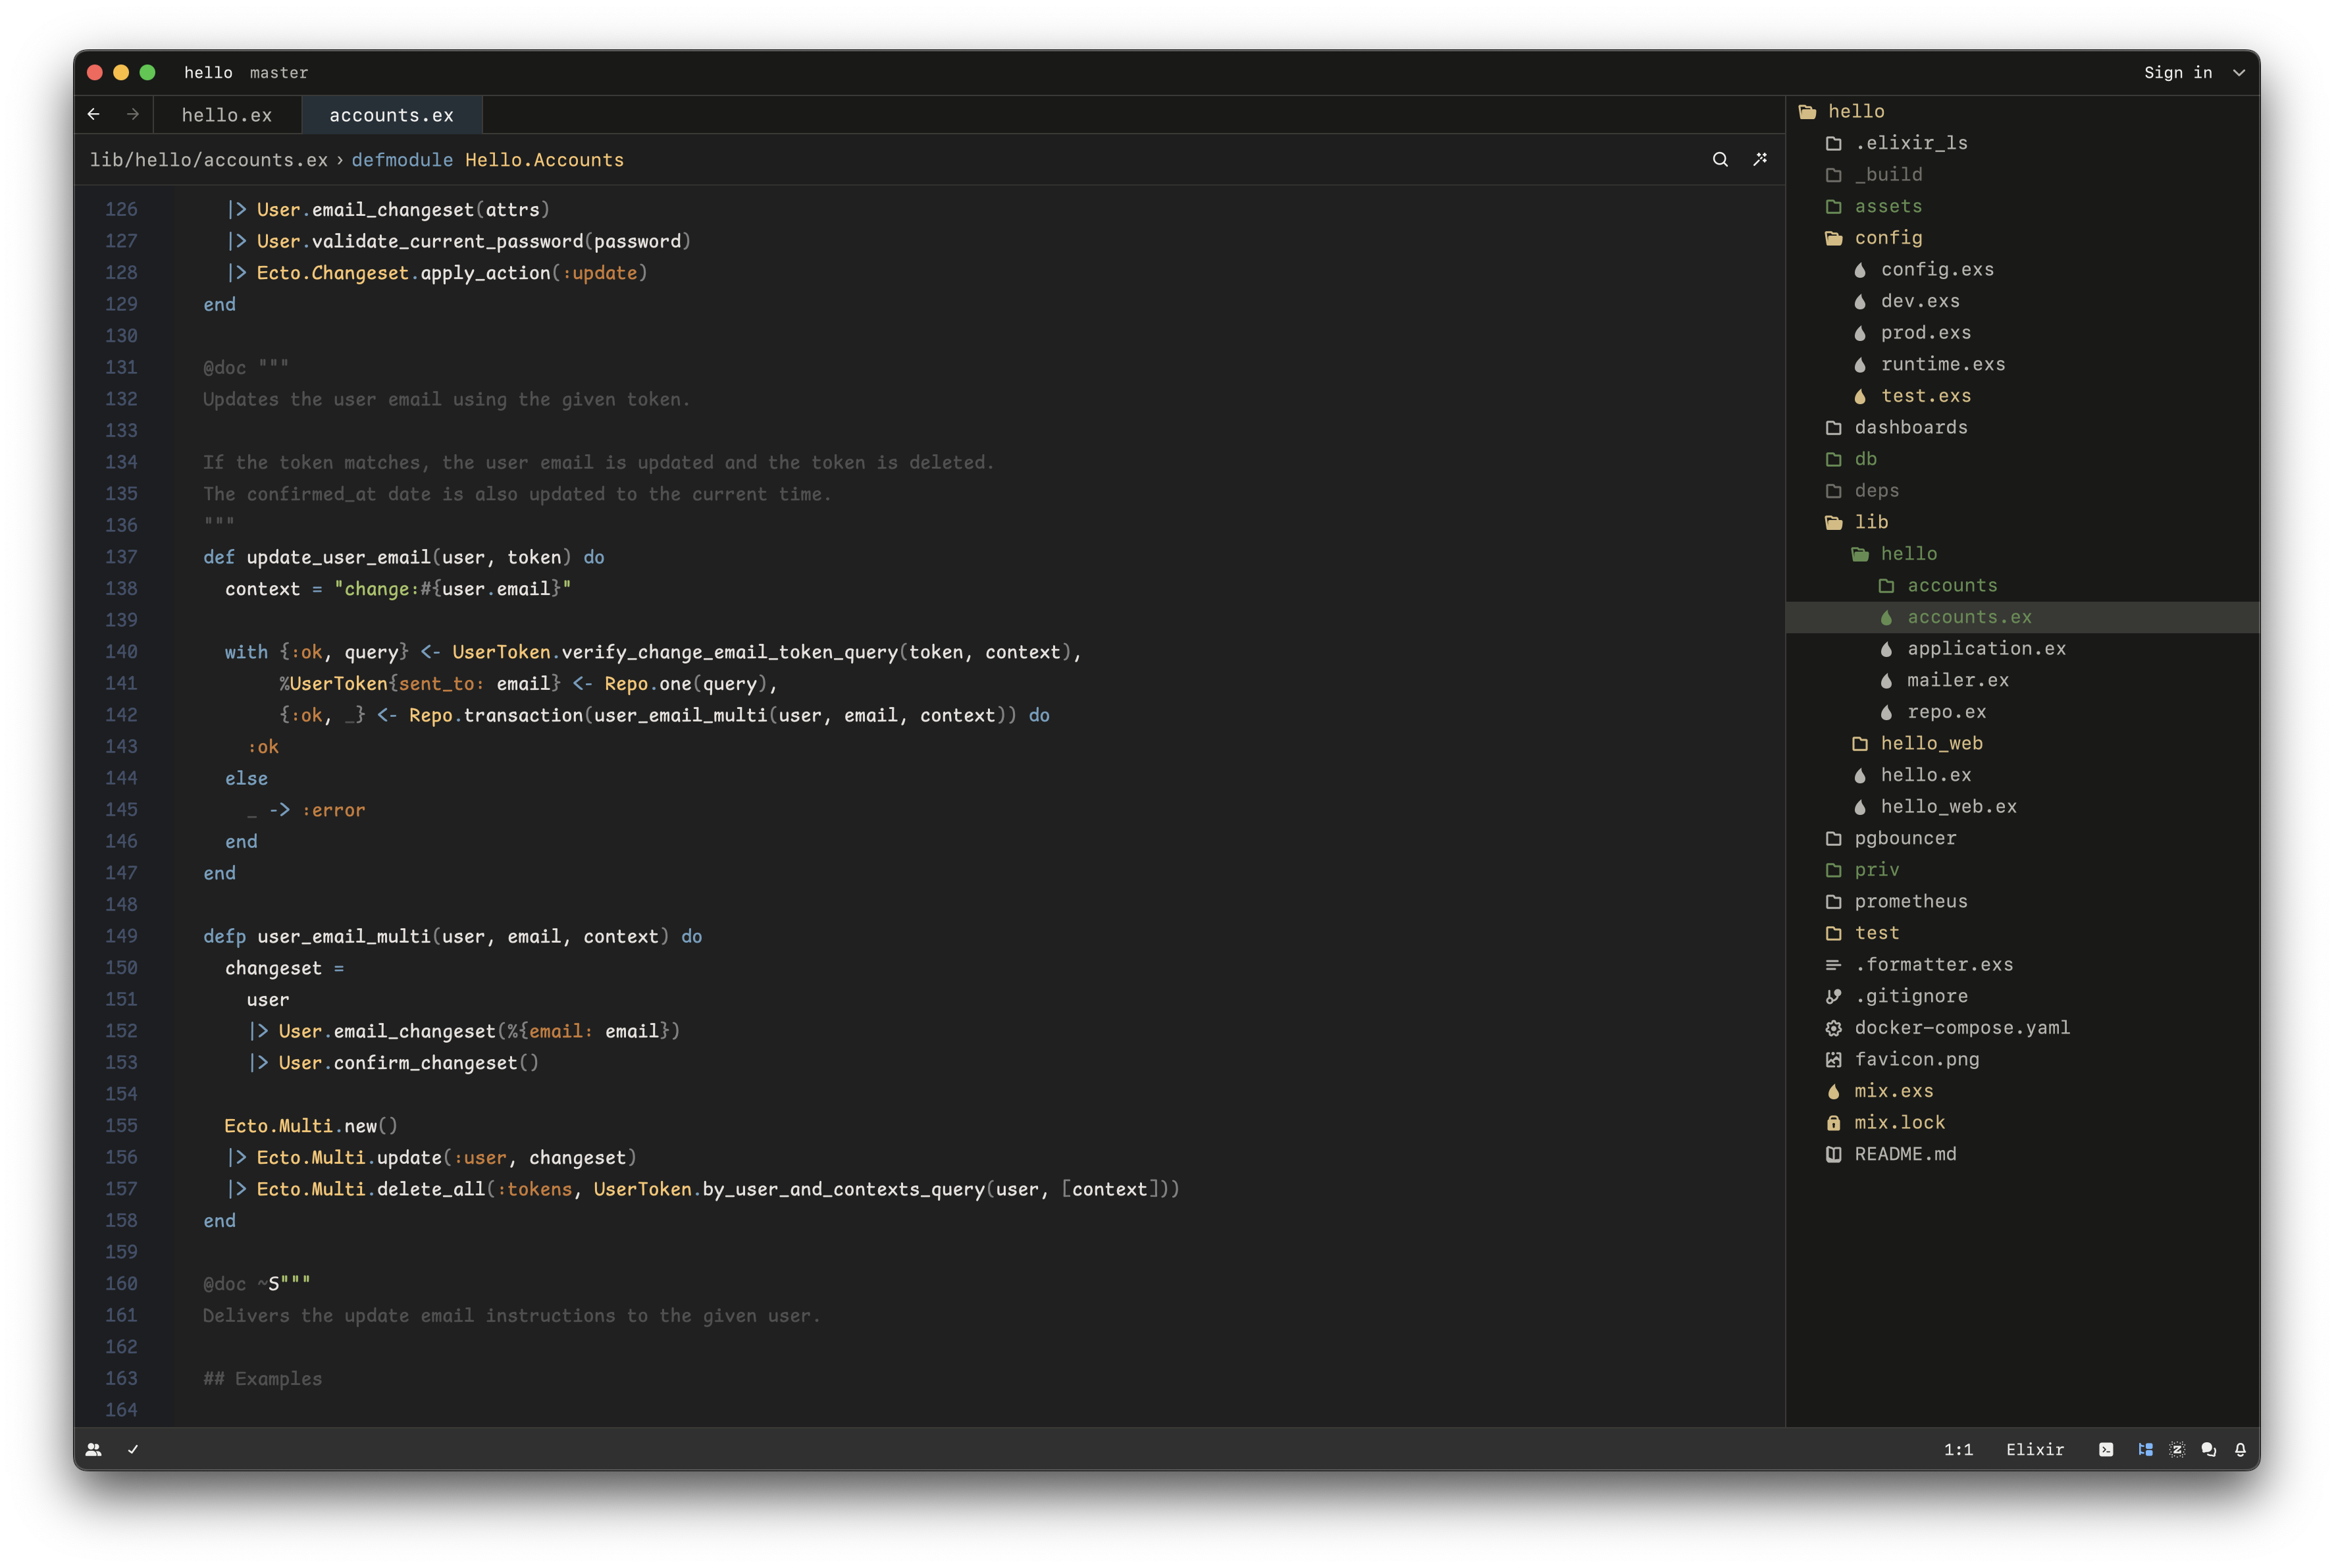 hello master
Sign in
hello.ex
accounts.ex
lib/hello/accounts.ex › defmodule Hello.Accounts
126 |> User.email_changeset(attrs)
127 |> User.validate_current_password(password)
128 |> Ecto.Changeset.apply_action(:update)
129 end
130
131 @doc """
132 Updates the user email using the given token.
133
134 If the token matches, the user email is updated and the token is deleted.
135 The confirmed_at date is also updated to the current time.
136 """
137 def update_user_email(user, token) do
138 context = "change:#{user.email}"
139
140 with {:ok, query} <- UserToken.verify_change_email_token_query(token, context),
141 %UserToken{sent_to: email} <- Repo.one(query),
142 {:ok, _} <- Repo.transaction(user_email_multi(user, email, context)) do
143 :ok
144 else
145 _ -> :error
146 end
147 end
148
149 defp user_email_multi(user, email, context) do
150 changeset =
151 user
152 |> User.email_changeset(%{email: email})
153 |> User.confirm_changeset()
154
155 Ecto.Multi.new()
156 |> Ecto.Multi.update(:user, changeset)
157 |> Ecto.Multi.delete_all(:tokens, UserToken.by_user_and_contexts_query(user, [context]))
158 end
159
160 @doc ~S"""
161 Delivers the update email instructions to the given user.
162
163 ## Examples
164
hello
.elixir_ls
_build
assets
config
config.exs
dev.exs
prod.exs
runtime.exs
test.exs
dashboards
db
deps
lib
hello
accounts
accounts.ex
application.ex
mailer.ex
repo.ex
hello_web
hello.ex
hello_web.ex
pgbouncer
priv
prometheus
test
.formatter.exs
.gitignore
docker-compose.yaml
favicon.png
mix.exs
mix.lock
README.md
1:1 Elixir